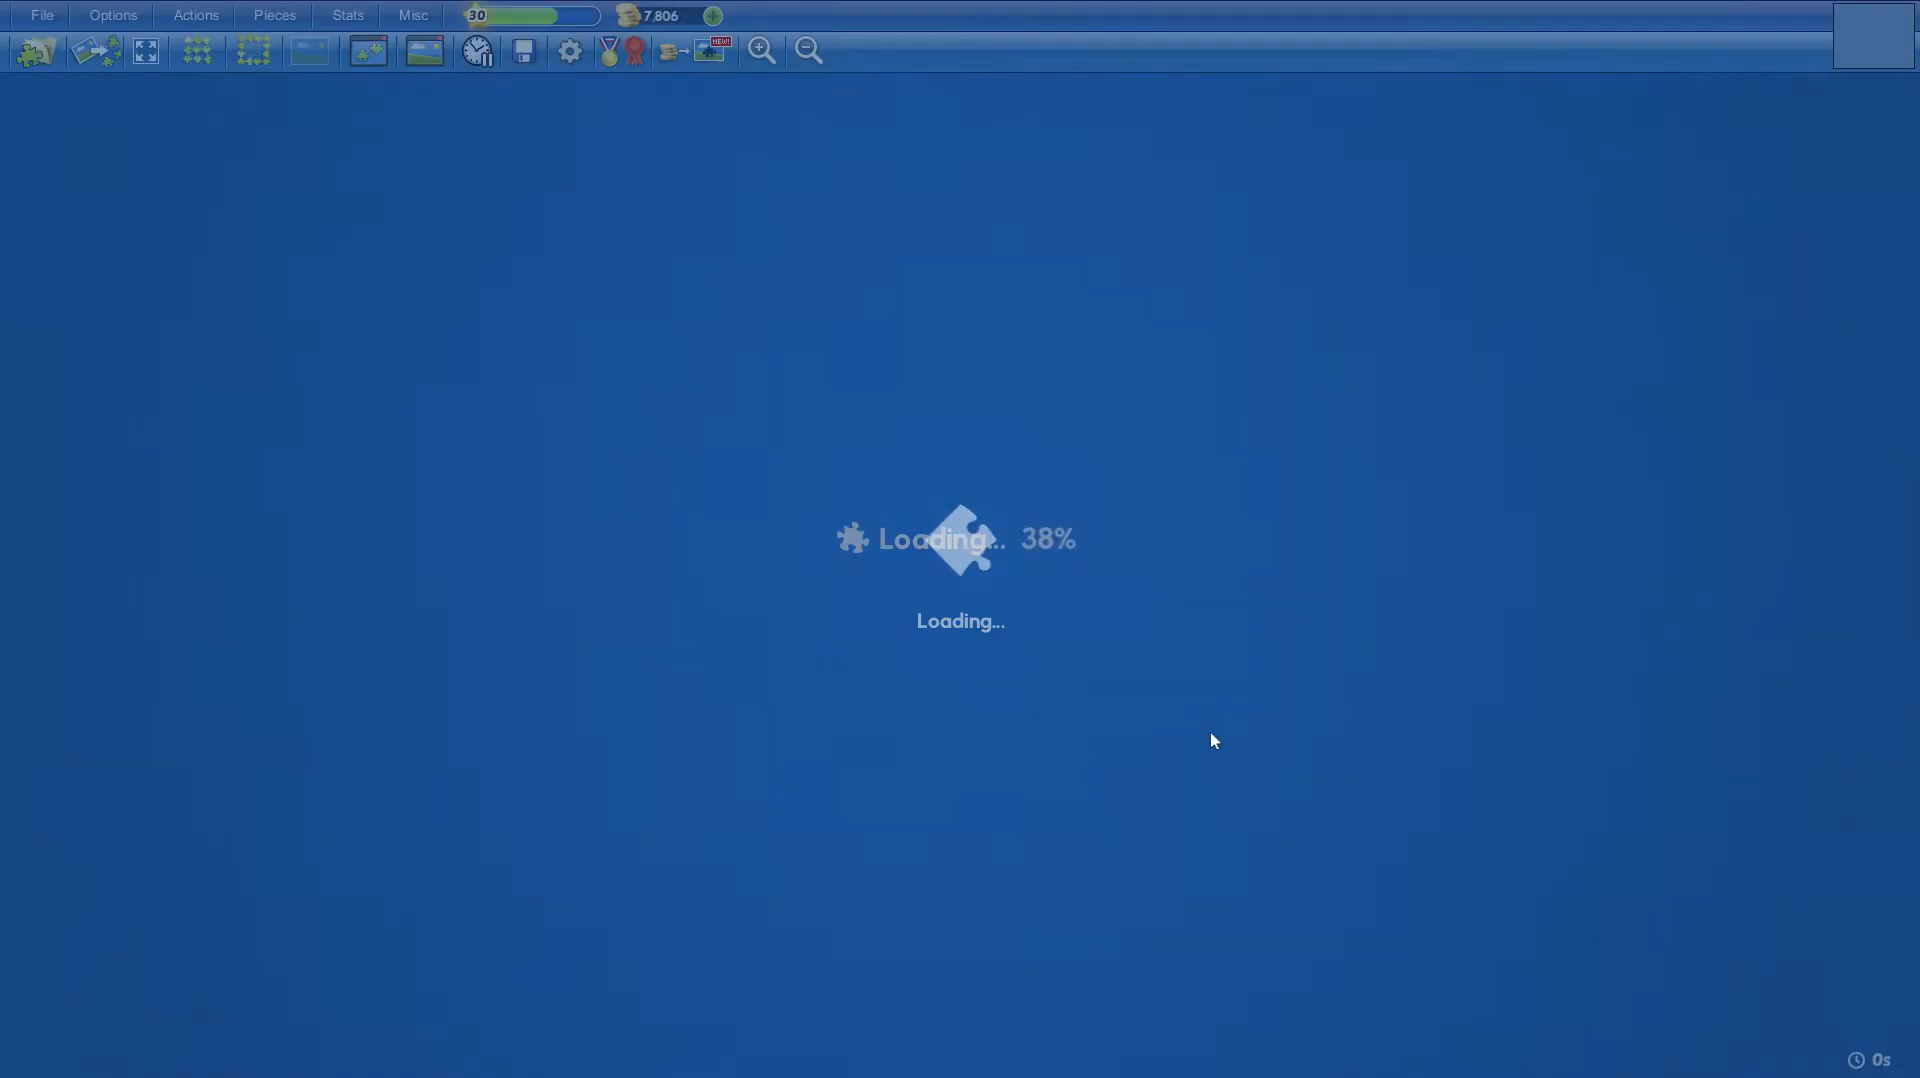 File Options Actions Pieces Stats Misc 30 7,806
NEW!
Loading... 38%
Loading...
0s